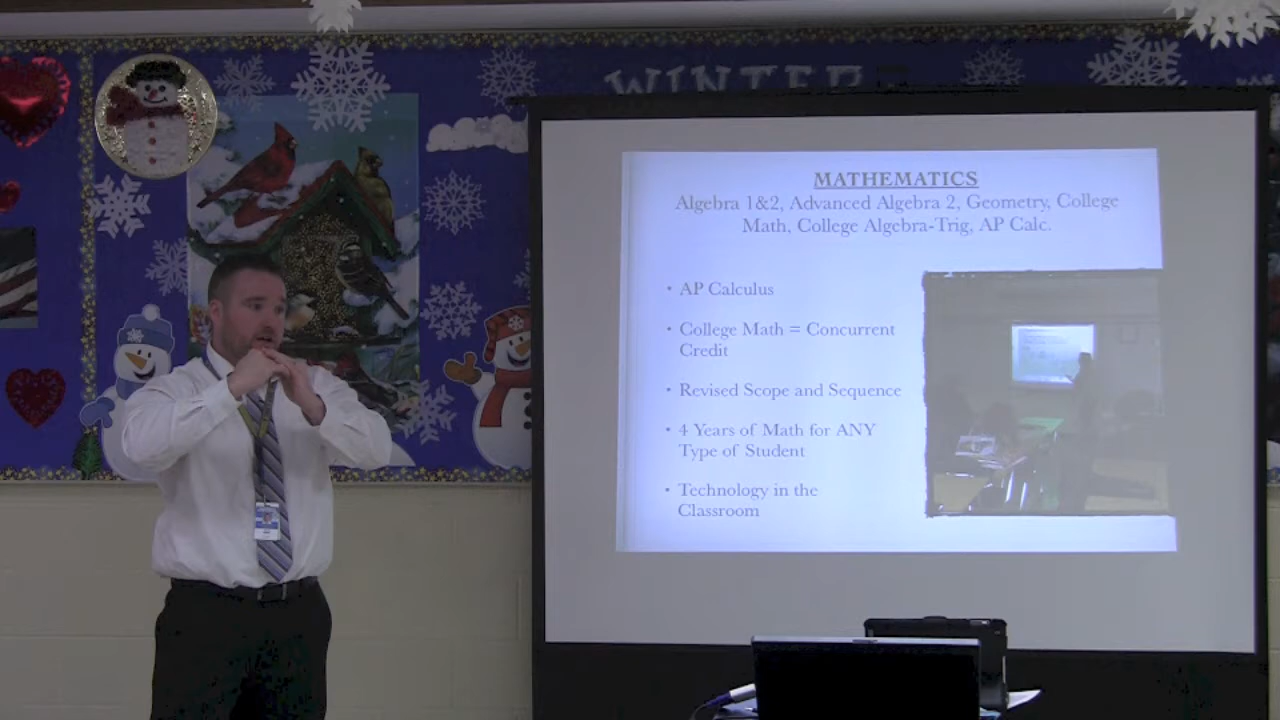 WINTER
MATHEMATICS
Algebra 1&2, Advanced Algebra 2, Geometry, College
Math, College Algebra-Trig, AP Calc.
• AP Calculus
• College Math = Concurrent
Credit
• Revised Scope and Sequence
• 4 Years of Math for ANY
Type of Student
• Technology in the
Classroom